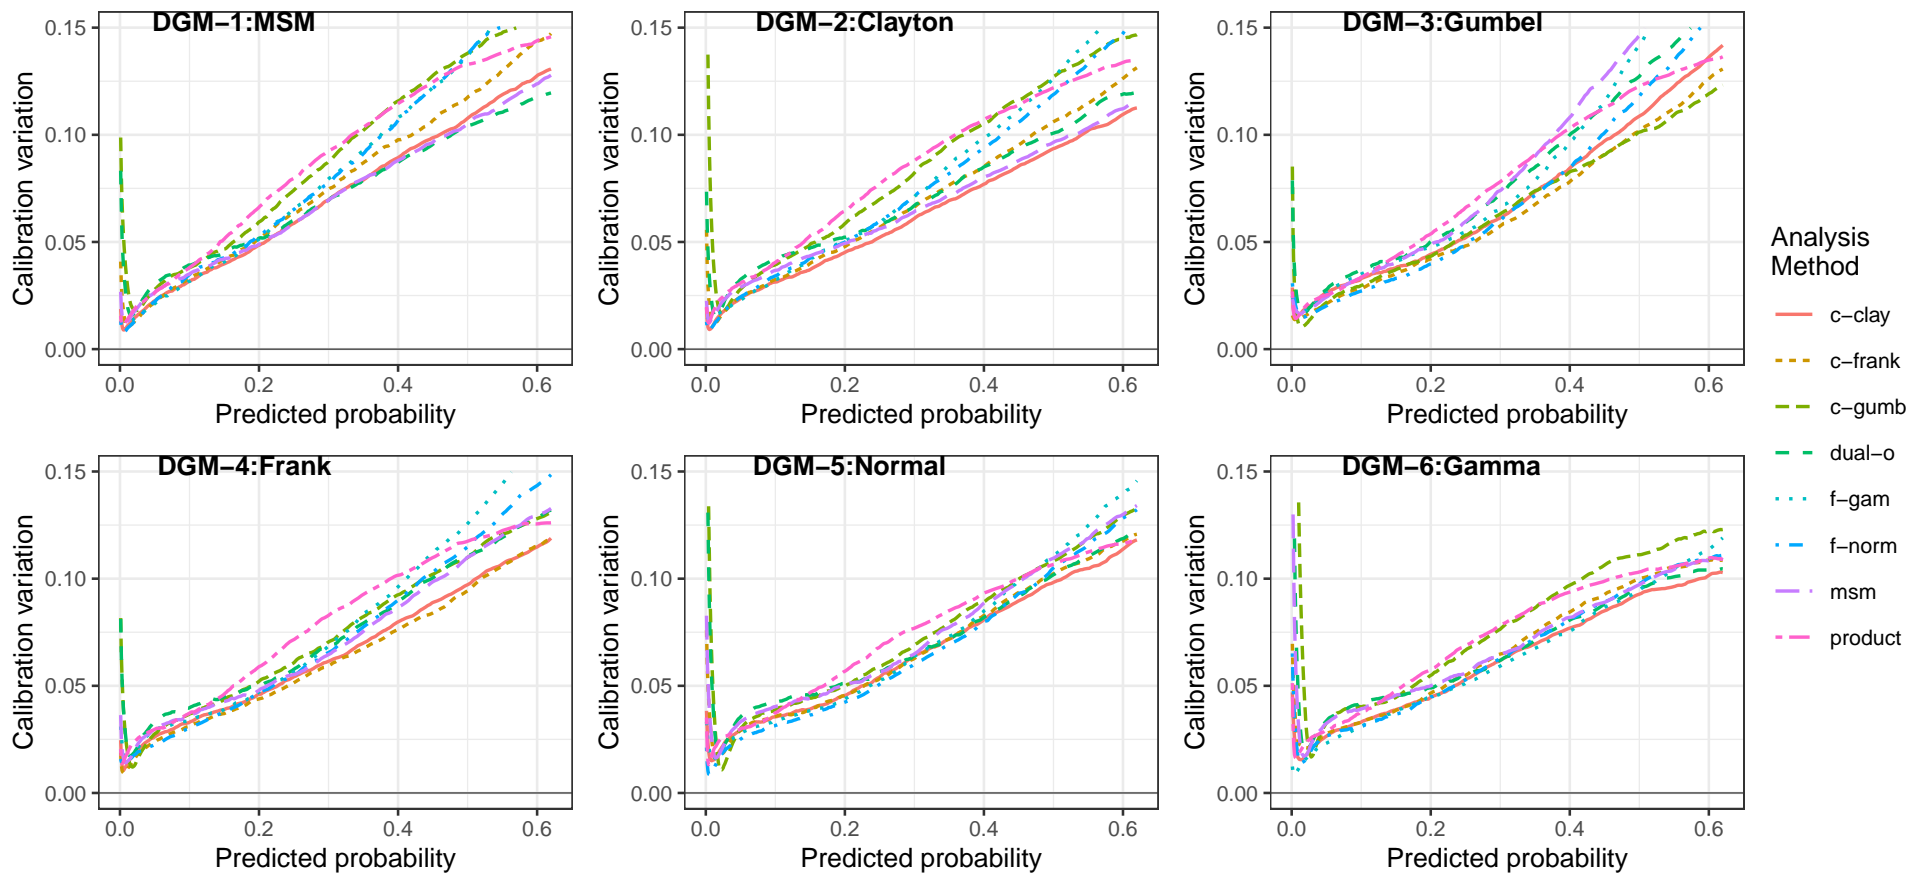 DGM−1:MSM
DGM−2:Clayton
DGM−3:Gumbel
0.15
0.10
0.05
0.00
Calibration variation
0.0 0.2 0.4 0.6
Predicted probability
0.15
0.10
0.05
0.00
Calibration variation
0.0 0.2 0.4 0.6
Predicted probability
0.15
0.10
0.05
0.00
Calibration variation
0.0 0.2 0.4 0.6
Predicted probability
DGM−4:Frank
DGM−5:Normal
DGM−6:Gamma
0.15
0.10
0.05
0.00
Calibration variation
0.0 0.2 0.4 0.6
Predicted probability
0.15
0.10
0.05
0.00
Calibration variation
0.0 0.2 0.4 0.6
Predicted probability
0.15
0.10
0.05
0.00
Calibration variation
0.0 0.2 0.4 0.6
Predicted probability
Analysis
Method
c−clay
c−frank
c−gumb
dual−o
f−gam
f−norm
msm
product